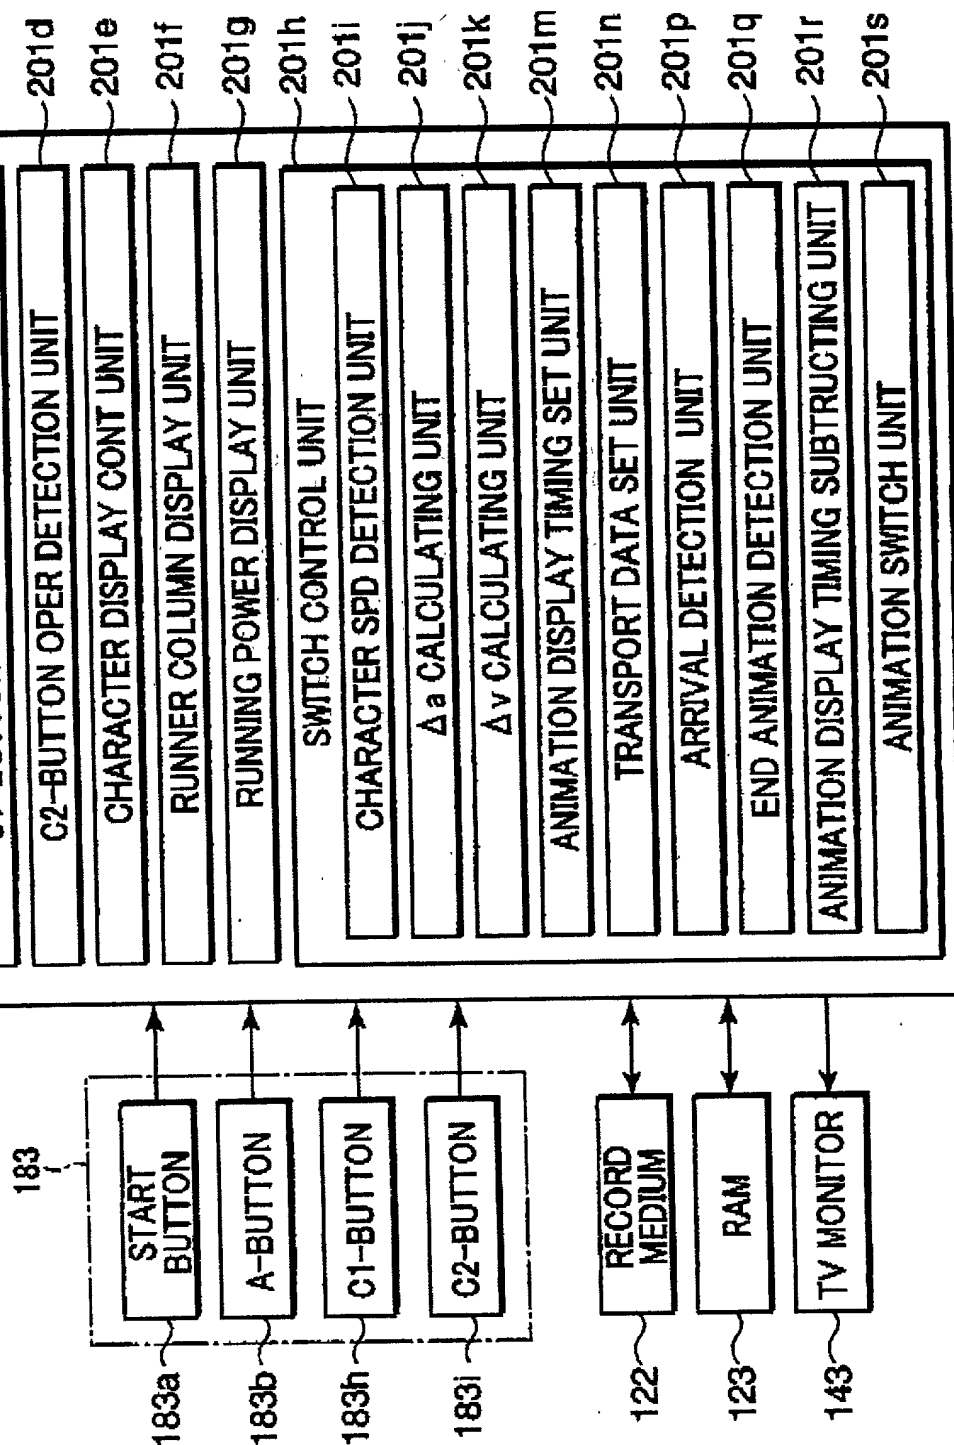 183
183a
START
BUTTON
183b
A-BUTTON
183h
C1-BUTTON
183i
C2-BUTTON
122
RECORD
MEDIUM
123
RAM
143
TV MONITOR
C2-BUTTON OPER DETECTION UNIT
201d
CHARACTER DISPLAY CONT UNIT
201e
RUNNER COLUMN DISPLAY UNIT
201f
RUNNING POWER DISPLAY UNIT
201g
SWITCH CONTROL UNIT
201h
CHARACTER SPD DETECTION UNIT
201i
Δa CALCULATING UNIT
201j
Δv CALCULATING UNIT
201k
ANIMATION DISPLAY TIMING SET UNIT
201m
TRANSPORT DATA SET UNIT
201n
ARRIVAL DETECTION UNIT
201p
END ANIMATION DETECTION UNIT
201q
ANIMATION DISPLAY TIMING SUBTRUCTING UNIT
201r
ANIMATION SWITCH UNIT
201s